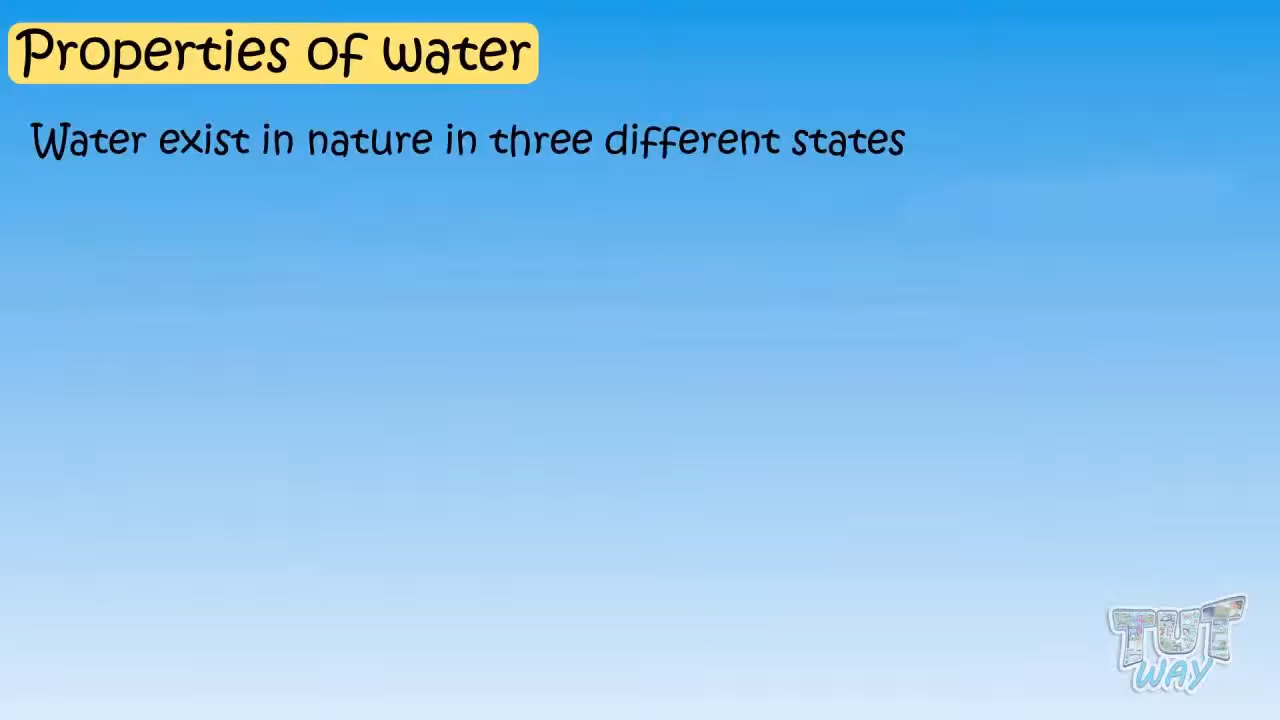 Properties of water
Water exist in nature in three different states
TUT
WAY